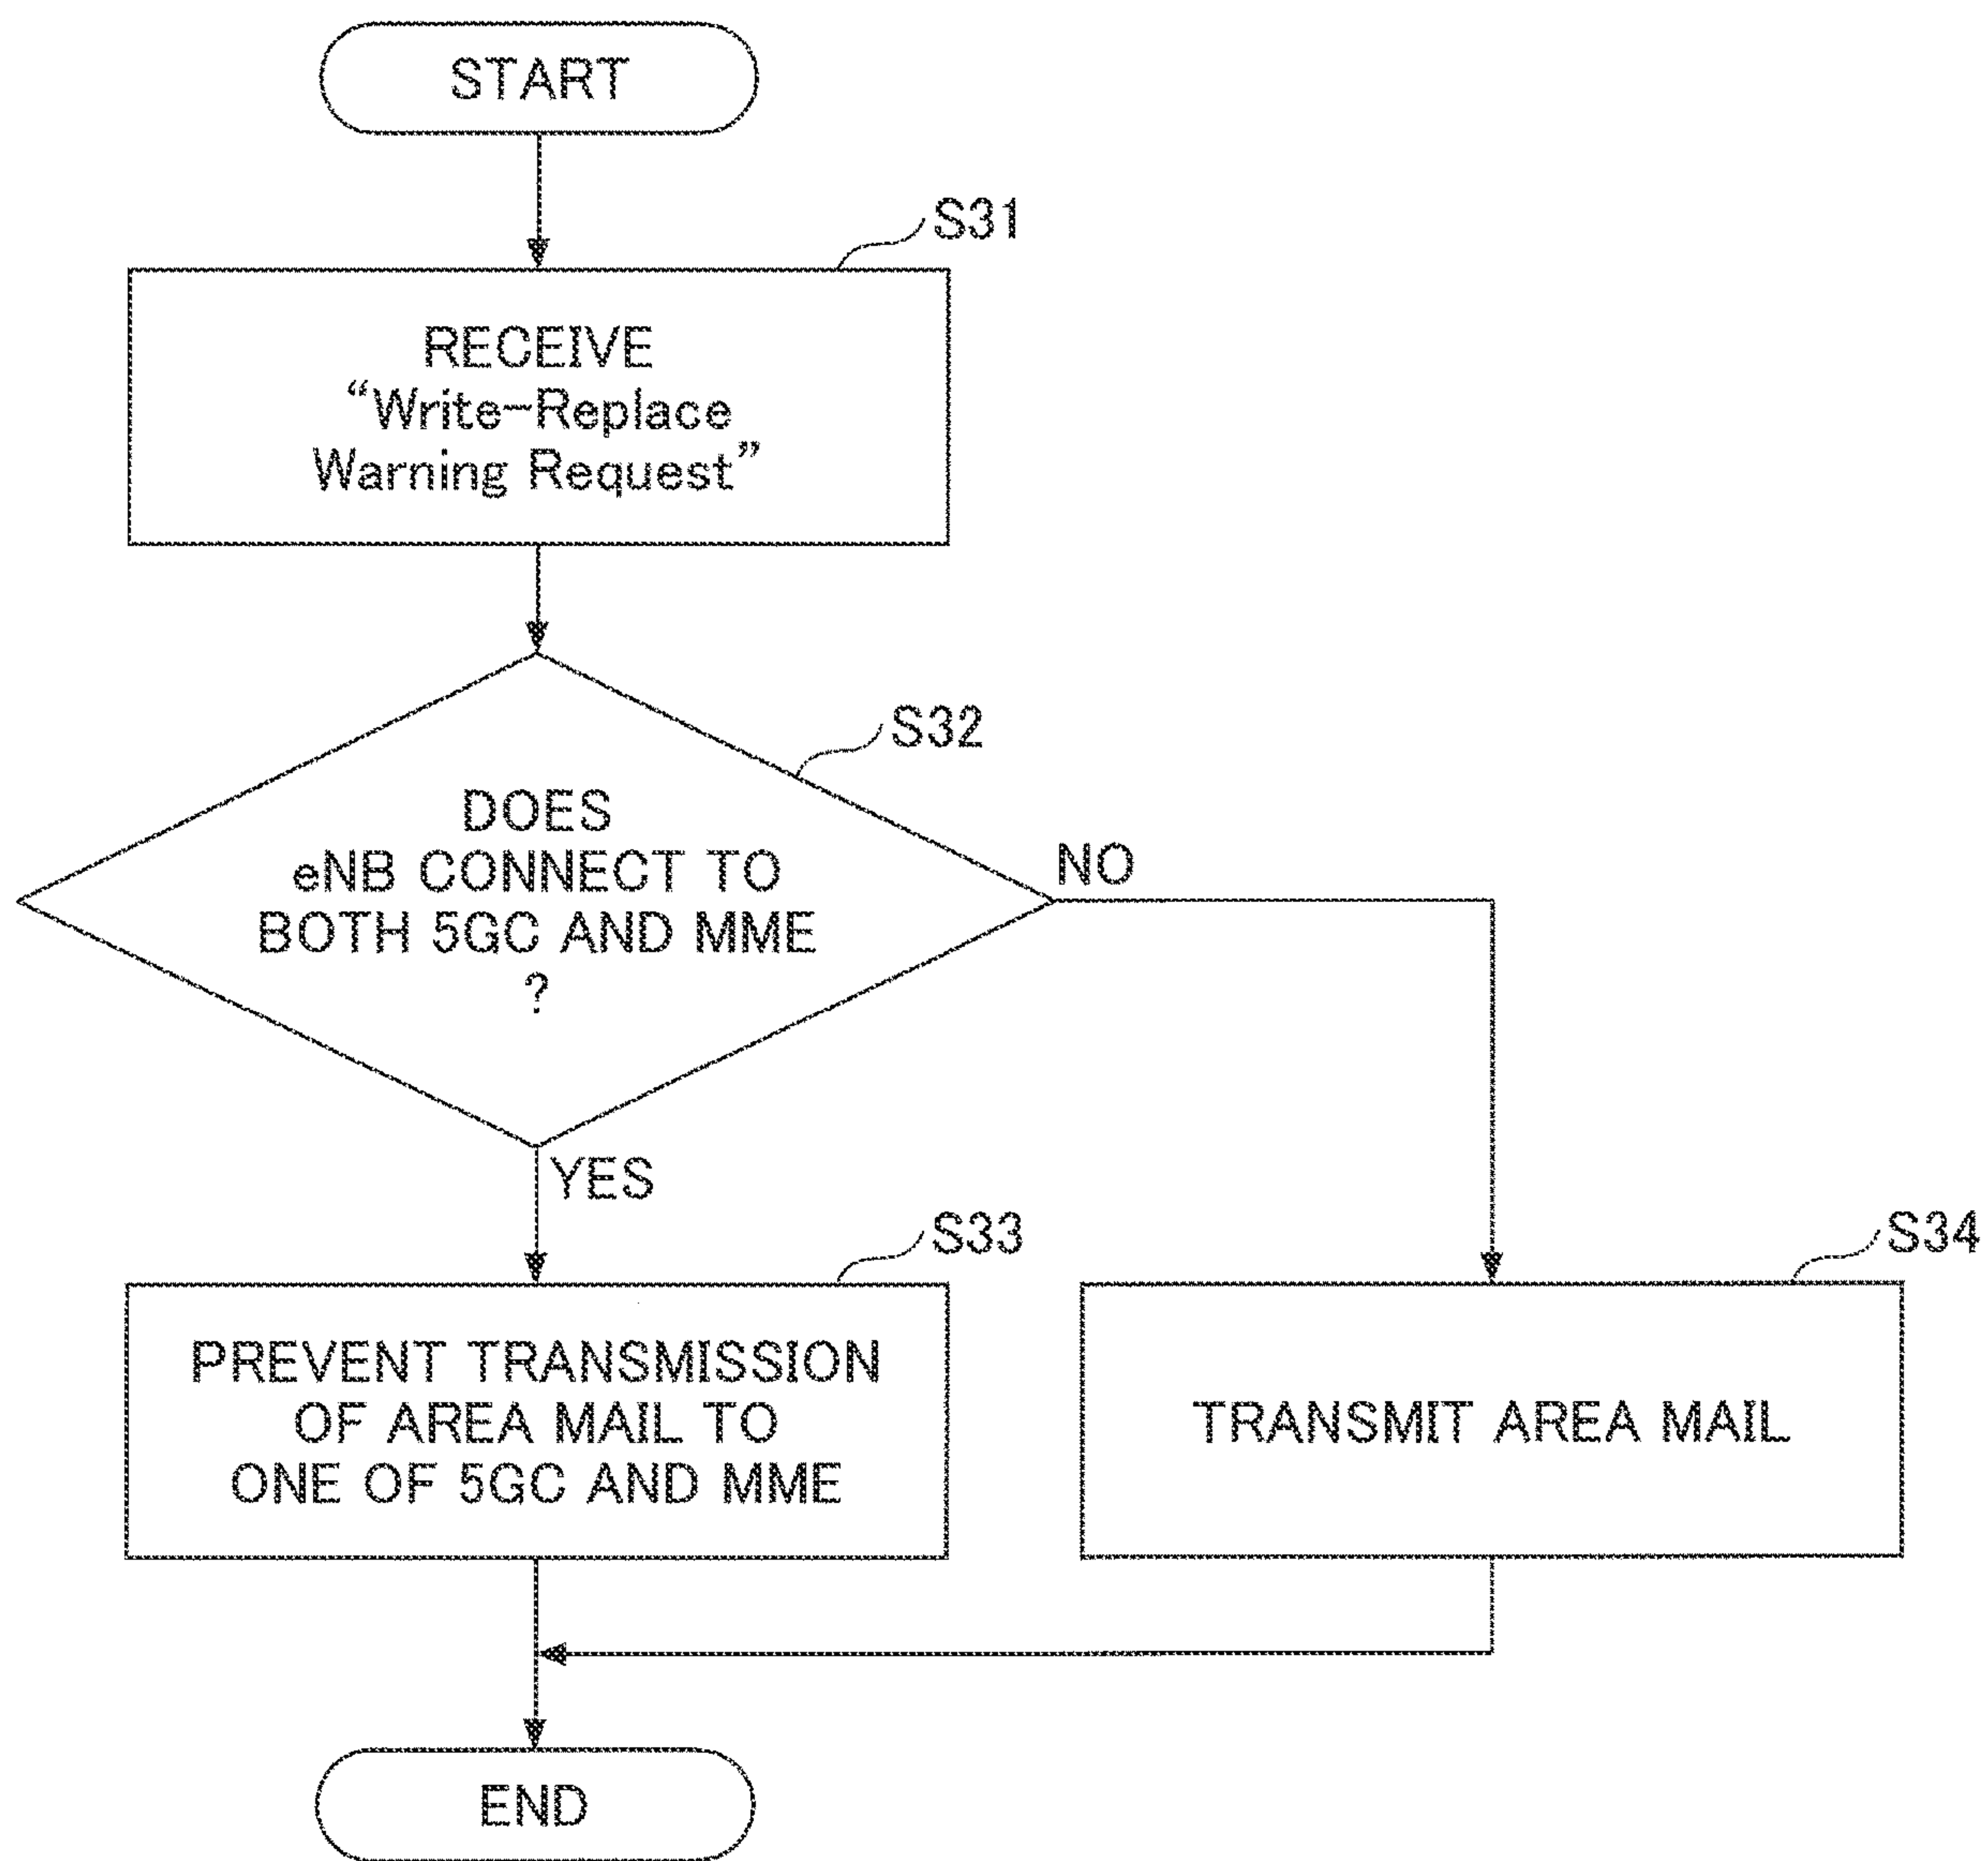 START
S31
RECEIVE
“Write-Replace
Warning Request”
S32
DOES
eNB CONNECT TO
BOTH 5GC AND MME
?
NO
YES
S33
PREVENT TRANSMISSION
OF AREA MAIL TO
ONE OF 5GC AND MME
S34
TRANSMIT AREA MAIL
END